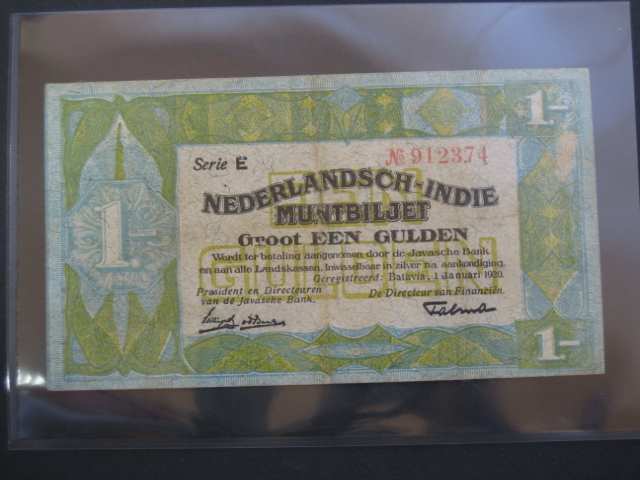 1.-
Serie E
№ 912374
NEDERLANDSCH-INDIE
MUNTBILJET
Groot EEN GULDEN
Wordt ter betaling aangenomen door de Javasche Bank
en aan alle Landskassen. Inwisselbaar in zilver na aankondiging.
Geregistreerd: Batavia, 1 Januari 1920.
President en Directeuren
van de Javasche Bank.
De Directeur van Financiën.
1.-
1.-